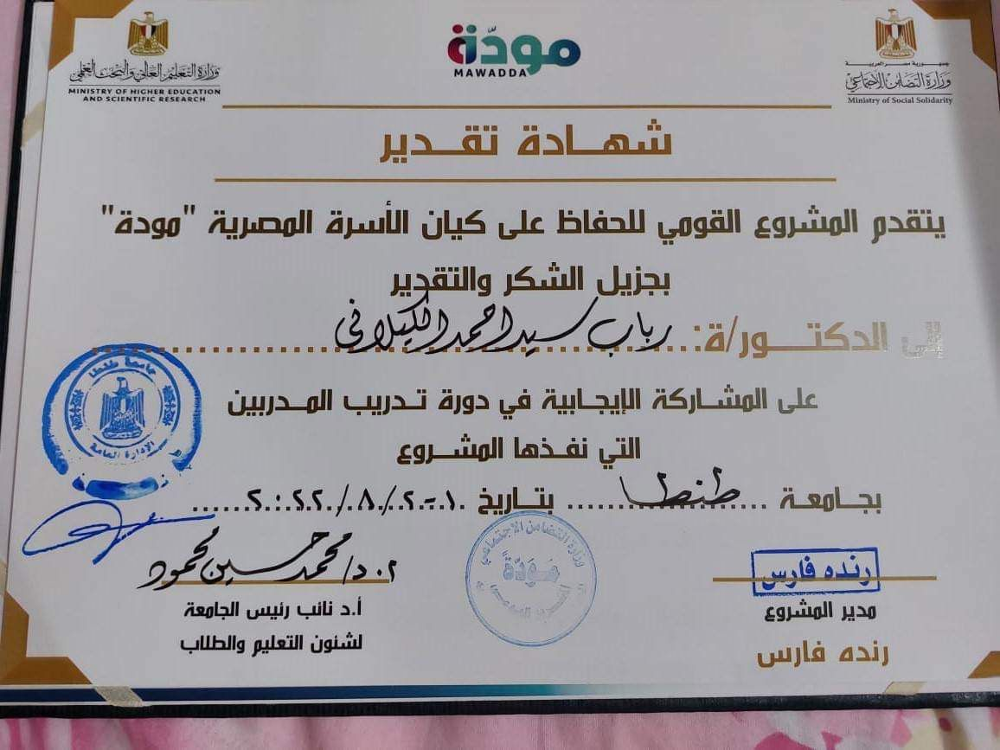 وزارة التعليم العالي والبحث العلمي
MINISTRY OF HIGHER EDUCATION
AND SCIENTIFIC RESEARCH
مودّة
MAWADDA
جمهورية مصر العربية
وزارة التضامن الاجتماعي
Ministry of Social Solidarity
شهادة تقدير
يتقدم المشروع القومي للحفاظ على كيان الأسرة المصرية "مودة"
بجزيل الشكر والتقدير
إلى الدكتور/ة: رباب سيد احمد الكيلاني
على المشاركة الإيجابية في دورة تدريب المدربين
التي نفذها المشروع
بجامعة طنطا بتاريخ ١-٢/٨/٢٠٢٢
جامعة طنطا
الإدارة العامة
وزارة التضامن الاجتماعي
مَوَدَّة
رنده فارس
مدير المشروع
رنده فارس
أ.د/محمد حسين محمود
أ.د نائب رئيس الجامعة
لشئون التعليم والطلاب